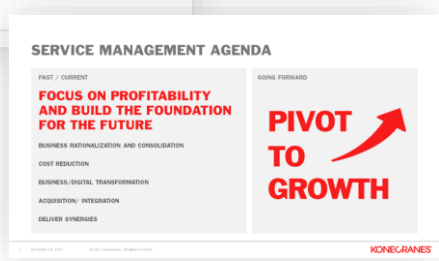 SERVICE MANAGEMENT AGENDA
PAST / CURRENT
FOCUS ON PROFITABILITY
AND BUILD THE FOUNDATION
FOR THE FUTURE
BUSINESS RATIONALIZATION AND CONSOLIDATION
COST REDUCTION
BUSINESS/DIGITAL TRANSFORMATION
ACQUISITION/ INTEGRATION
DELIVER SYNERGIES
GOING FORWARD
PIVOT
TO
GROWTH
KONECRANES